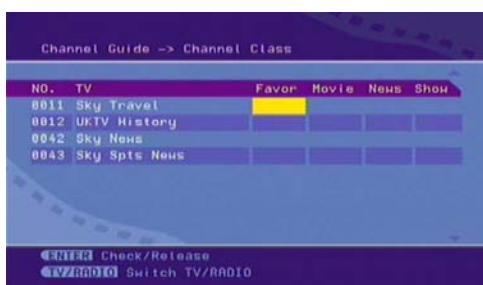 Channel Guide -> Channel Class
NO. TV Favor Movie News Show
0011 Sky Travel
0012 UKTV History
0042 Sky News
0043 Sky Spts News
ENTER Check/Release
TV/RADIO Switch TV/RADIO